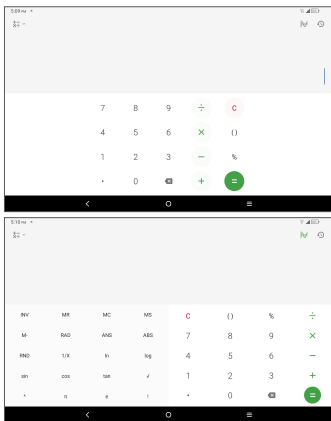 5:09 PM
7 8 9 ÷ C
4 5 6 × ( )
1 2 3 − %
· 0 + =
5:10 PM
INV MR MC MS C ( ) % ÷
M- RAD ANS ABS 7 8 9 ×
RND 1/X ln log 4 5 6 −
sin cos tan √ 1 2 3 +
^ π e ! · 0 =